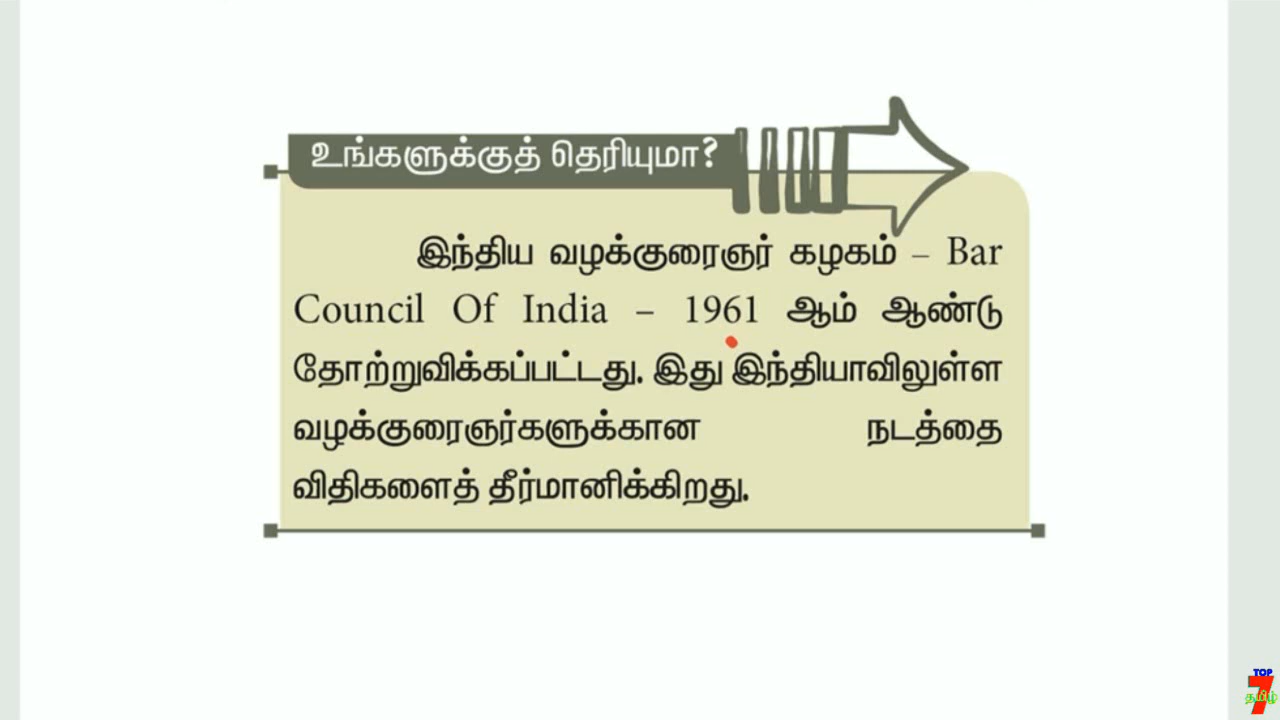 உங்களுக்குத் தெரியுமா?
இந்திய வழக்குரைஞர் கழகம் – Bar
Council Of India – 1961 ஆம் ஆண்டு
தோற்றுவிக்கப்பட்டது. இது இந்தியாவிலுள்ள
வழக்குரைஞர்களுக்கான நடத்தை
விதிகளைத் தீர்மானிக்கிறது.
TOP
7
தமிழ்